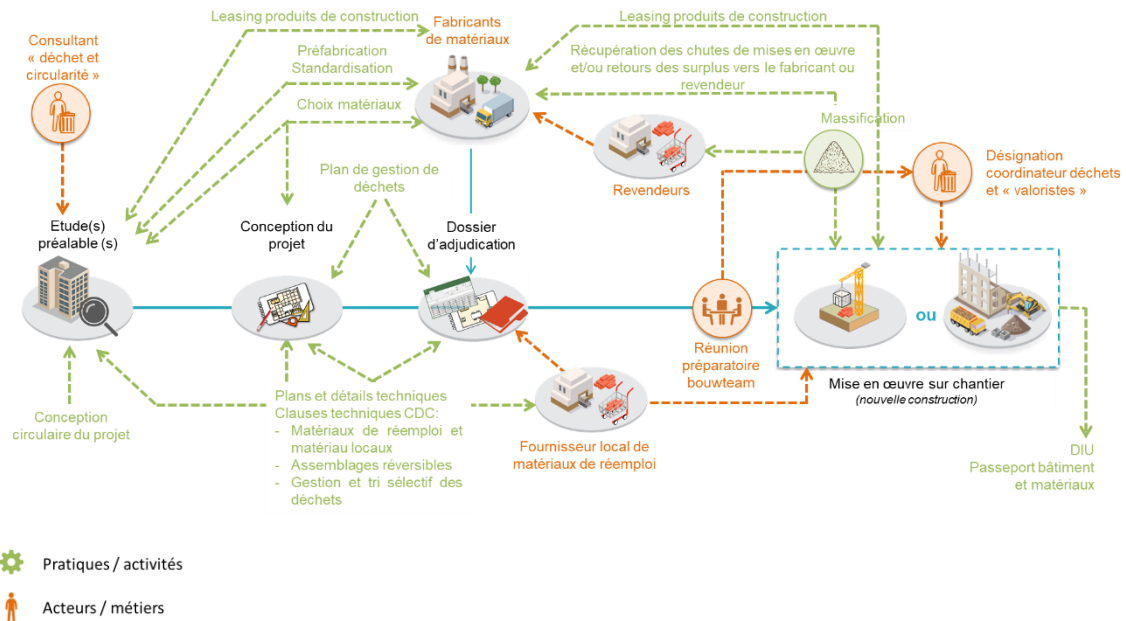 Leasing produits de construction
Fabricants
de matériaux
Leasing produits de construction
Consultant
« déchet et
circularité »
Préfabrication
Standardisation
Récupération des chutes de mises en œuvre
et/ou retours des surplus vers le fabricant ou
revendeur
Choix matériaux
Massification
Plan de gestion de
déchets
Revendeurs
Désignation
coordinateur déchets
et « valoristes »
Etude(s)
préalable (s)
Conception du
projet
Dossier
d'adjudication
ou
Réunion
préparatoire
bouwteam
Mise en œuvre sur chantier
(nouvelle construction)
Conception
circulaire du projet
Plans et détails techniques
Clauses techniques CDC:
- Matériaux de réemploi et
matériau locaux
- Assemblages réversibles
- Gestion et tri sélectif des
déchets
Fournisseur local de
matériaux de réemploi
DIU
Passeport bâtiment
et matériaux
Pratiques / activités
Acteurs / métiers